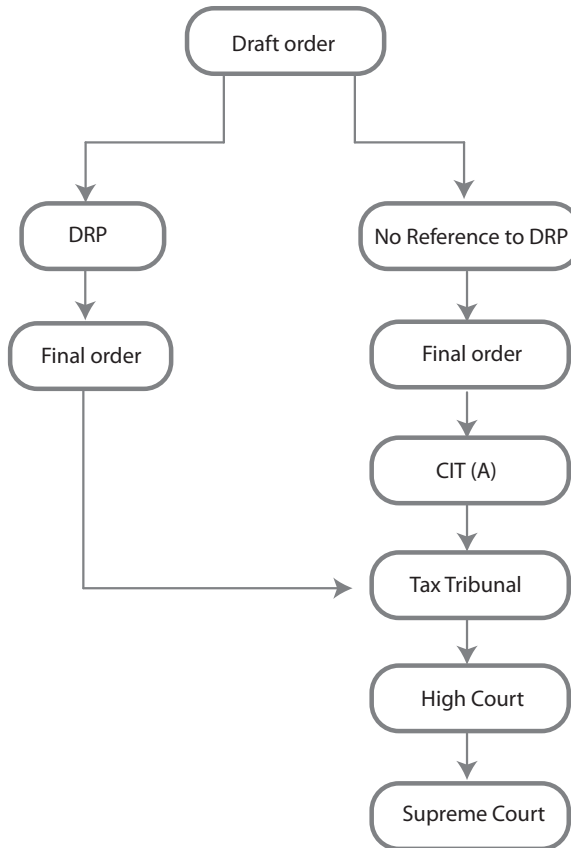 Draft order
DRP
No Reference to DRP
Final order
Final order
CIT (A)
Tax Tribunal
High Court
Supreme Court